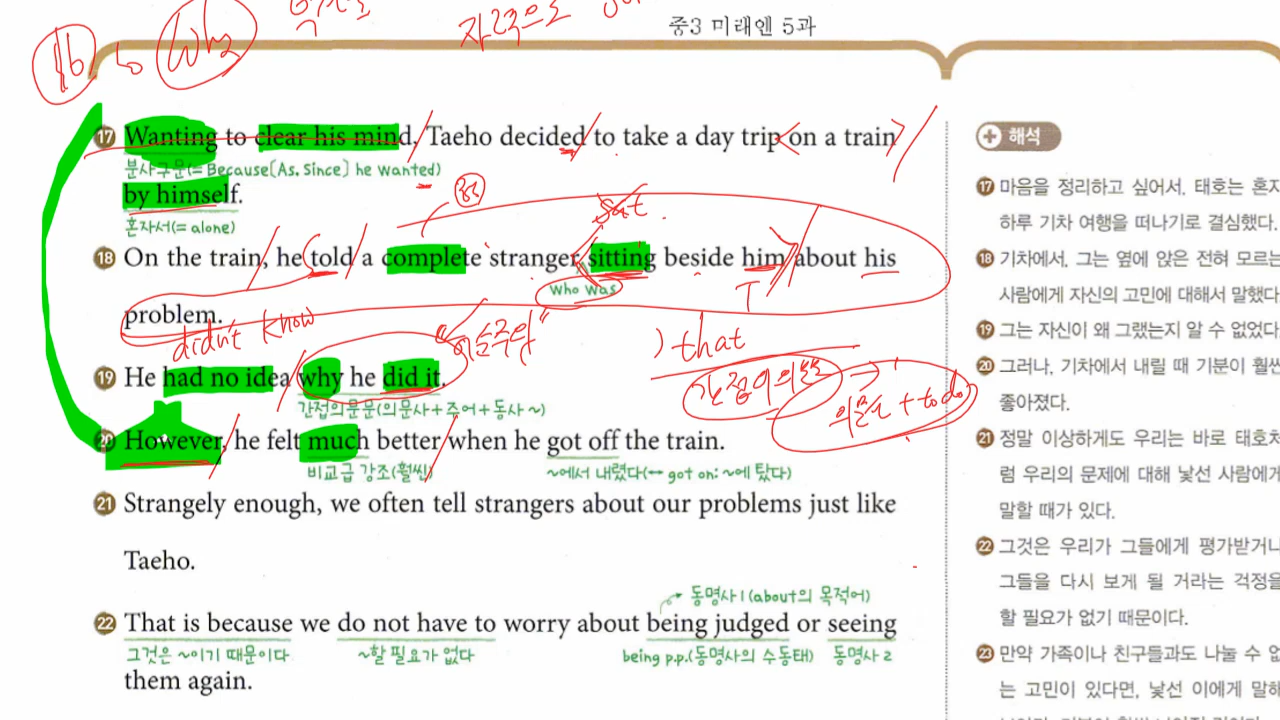 중3 미래엔 5과
16 Why
자격으로
17 Wanting to clear his mind, Taeho decided to take a day trip on a train
분사구문(= Because[As, Since] he wanted)
by himself.
혼자서(= alone)
sat
18 On the train, he told a complete stranger sitting beside him about his
who was
T
problem.
didn't know
"의순주하"
) that
19 He had no idea why he did it.
간접의문문(의문사+주어+동사~)
간접의문문 → 의문사 + to do
20 However, he felt much better when he got off the train.
비교급 강조(훨씬)
~에서 내렸다(↔ got on: ~에 탔다)
21 Strangely enough, we often tell strangers about our problems just like
Taeho.
동명사1(about의 목적어)
22 That is because we do not have to worry about being judged or seeing
그것은 ~이기 때문이다
~할 필요가 없다
being p.p.(동명사의 수동태)
동명사 2
them again.
해석
17 마음을 정리하고 싶어서, 태호는 혼자
하루 기차 여행을 떠나기로 결심했다.
18 기차에서, 그는 옆에 앉은 전혀 모르는
사람에게 자신의 고민에 대해서 말했다
19 그는 자신이 왜 그랬는지 알 수 없었다
20 그러나, 기차에서 내릴 때 기분이 훨씬
좋아졌다.
21 정말 이상하게도 우리는 바로 태호처
럼 우리의 문제에 대해 낯선 사람에게
말할 때가 있다.
22 그것은 우리가 그들에게 평가받거나
그들을 다시 보게 될 거라는 걱정을
할 필요가 없기 때문이다.
23 만약 가족이나 친구들과도 나눌 수 없
는 고민이 있다면, 낯선 이에게 말해